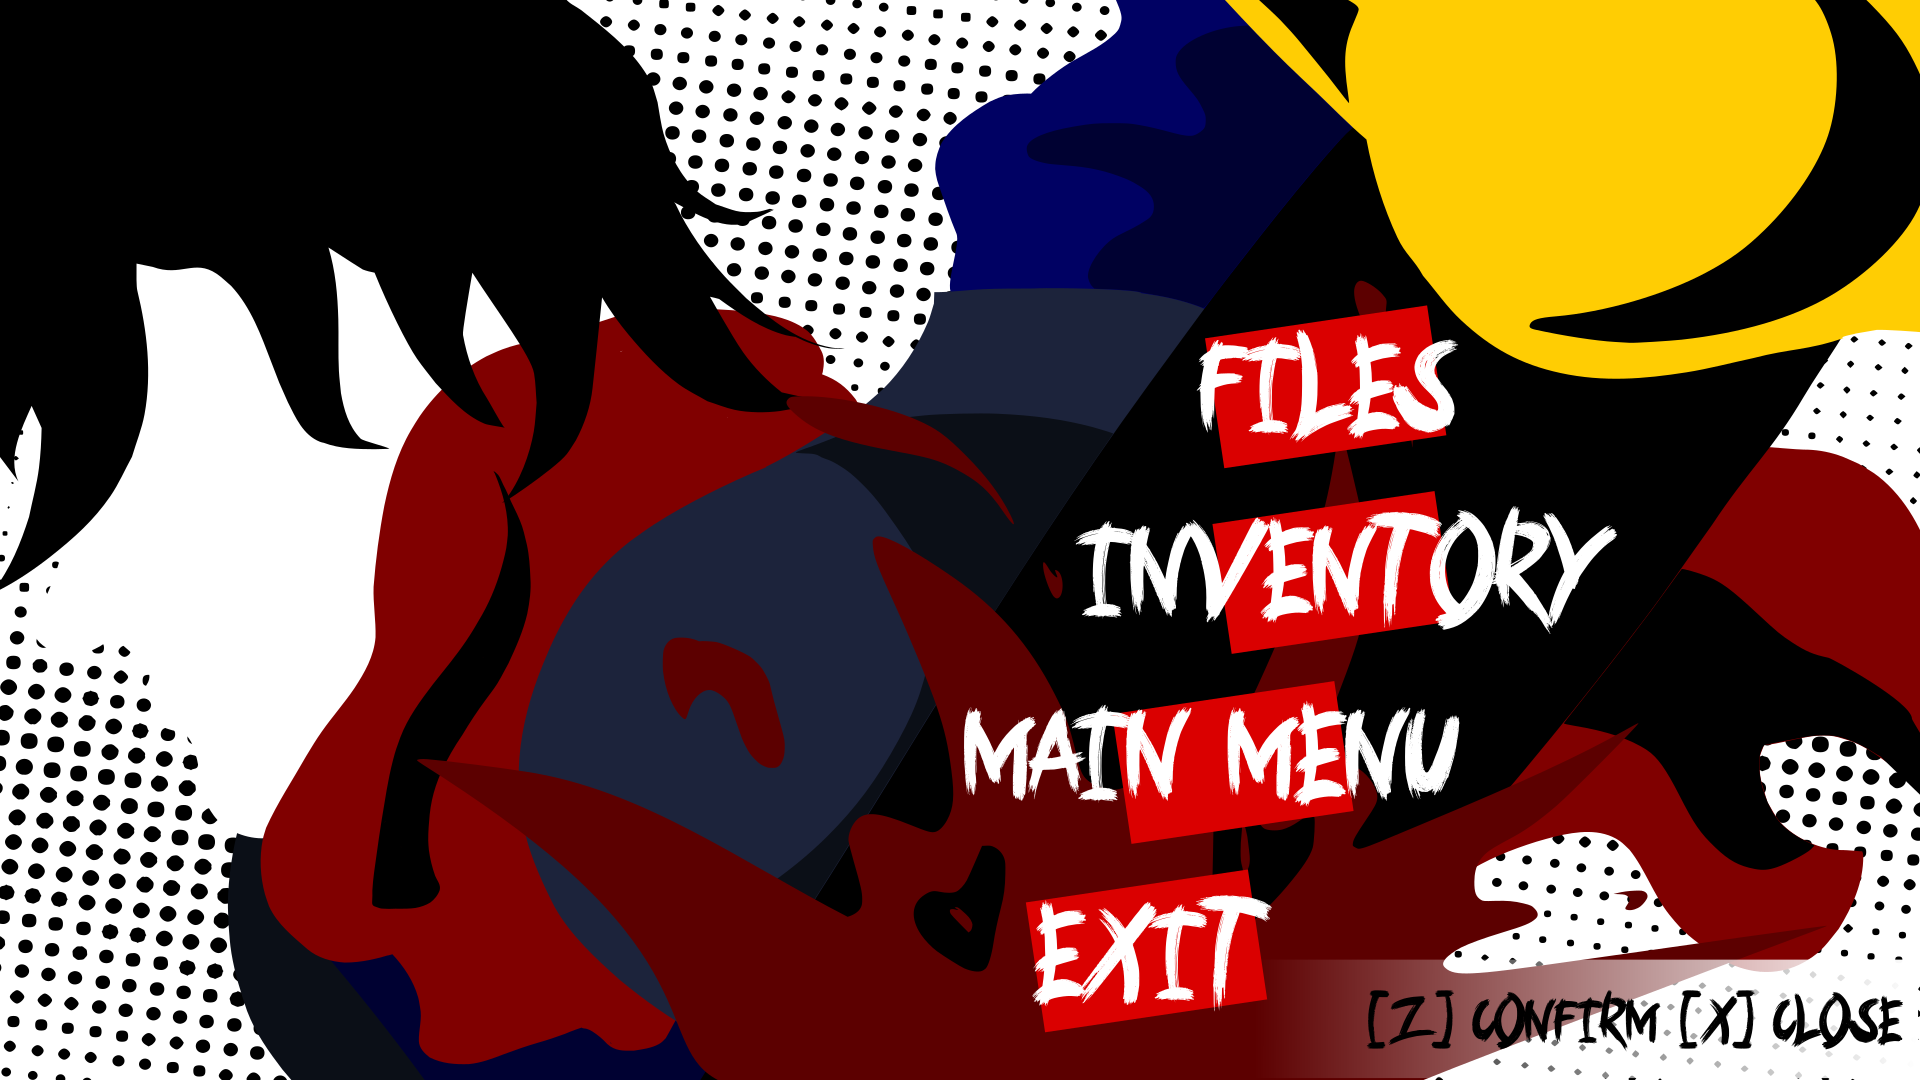 FILES
INVENTORY
MAIN MENU
EXIT
[Z] CONFIRM [X] CLOSE